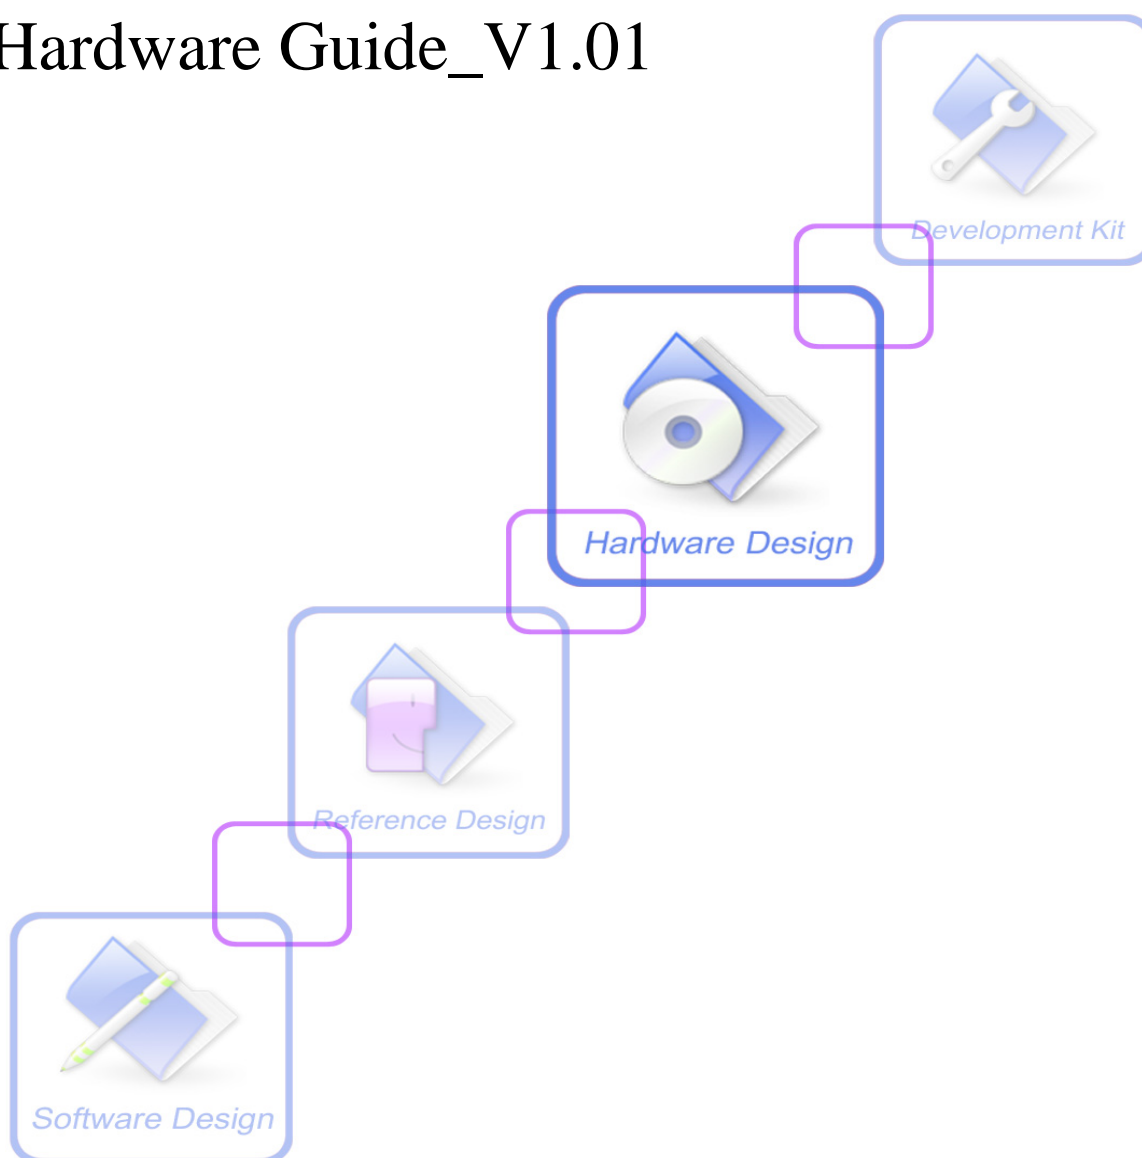 Hardware Guide_V1.01
Development Kit
Hardware Design
Reference Design
Software Design